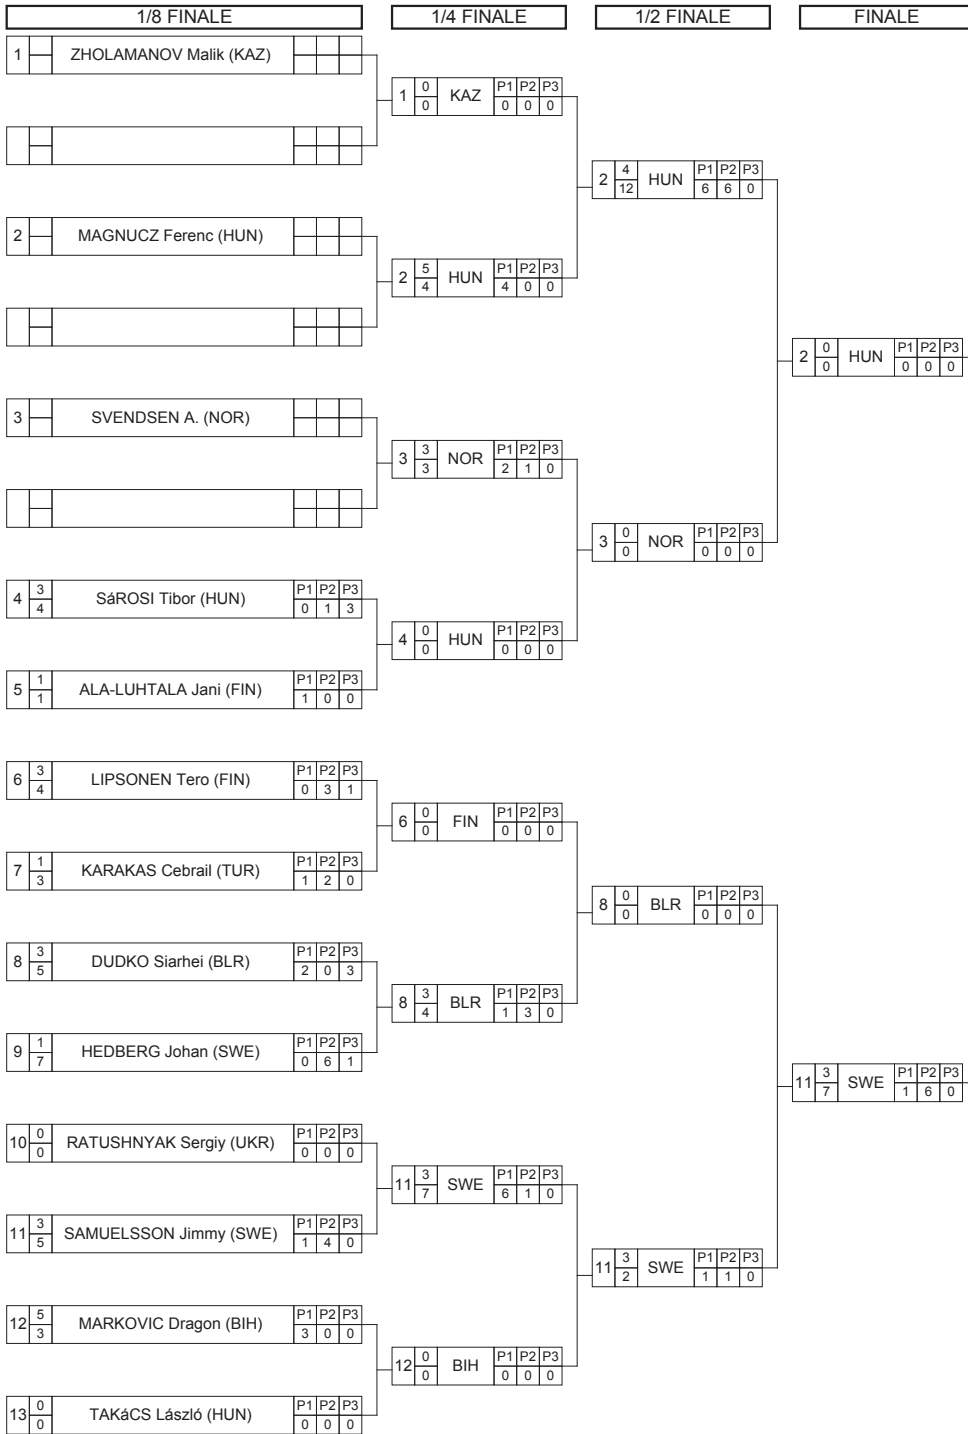 1/8 FINALE 1/4 FINALE 1/2 FINALE FINALE
1 ZHOLAMANOV Malik (KAZ)
1 0 KAZ P1 P2 P3
0 0 0 0
2 4 HUN P1 P2 P3
12 6 6 0
2 MAGNUCZ Ferenc (HUN)
2 5 HUN P1 P2 P3
4 4 0 0
2 0 HUN P1 P2 P3
0 0 0 0
3 SVENDSEN A. (NOR)
3 3 NOR P1 P2 P3
3 2 1 0
3 0 NOR P1 P2 P3
0 0 0 0
4 3 SáROSI Tibor (HUN) P1 P2 P3
4 0 1 3
4 0 HUN P1 P2 P3
0 0 0 0
5 1 ALA-LUHTALA Jani (FIN) P1 P2 P3
1 1 0 0
6 3 LIPSONEN Tero (FIN) P1 P2 P3
4 0 3 1
6 0 FIN P1 P2 P3
0 0 0 0
7 1 KARAKAS Cebrail (TUR) P1 P2 P3
3 1 2 0
8 0 BLR P1 P2 P3
0 0 0 0
8 3 DUDKO Siarhei (BLR) P1 P2 P3
5 2 0 3
8 3 BLR P1 P2 P3
4 1 3 0
9 1 HEDBERG Johan (SWE) P1 P2 P3
7 0 6 1
11 3 SWE P1 P2 P3
7 1 6 0
10 0 RATUSHNYAK Sergiy (UKR) P1 P2 P3
0 0 0 0
11 3 SWE P1 P2 P3
7 6 1 0
11 3 SAMUELSSON Jimmy (SWE) P1 P2 P3
5 1 4 0
11 3 SWE P1 P2 P3
2 1 1 0
12 5 MARKOVIC Dragon (BIH) P1 P2 P3
3 3 0 0
12 0 BIH P1 P2 P3
0 0 0 0
13 0 TAKáCS László (HUN) P1 P2 P3
0 0 0 0